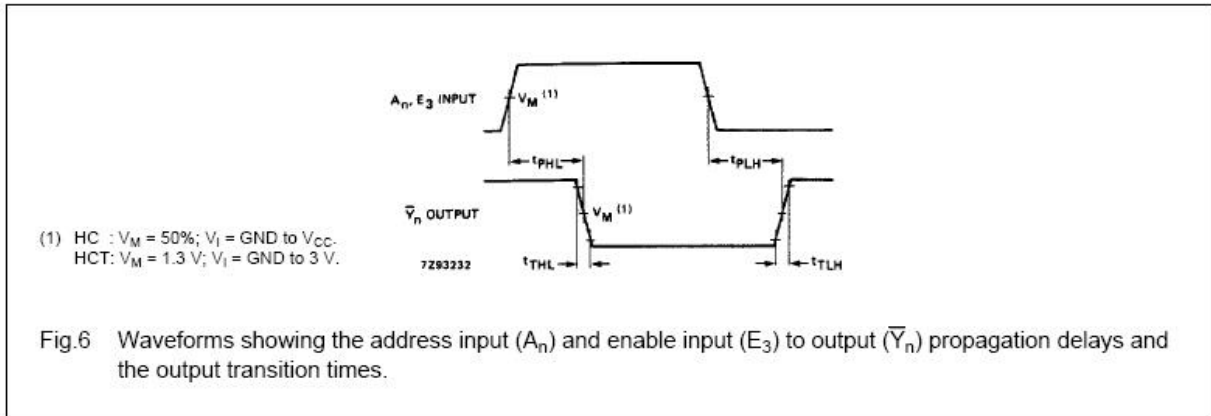 Aₙ, E₃ INPUT
V_M (1)
t_PHL
t_PLH
Y̅ₙ OUTPUT
V_M (1)
(1) HC : V_M = 50%; V_I = GND to V_CC.
HCT: V_M = 1.3 V; V_I = GND to 3 V.
7Z93232
t_THL
t_TLH
Fig.6 Waveforms showing the address input (Aₙ) and enable input (E₃) to output (Y̅ₙ) propagation delays and
the output transition times.